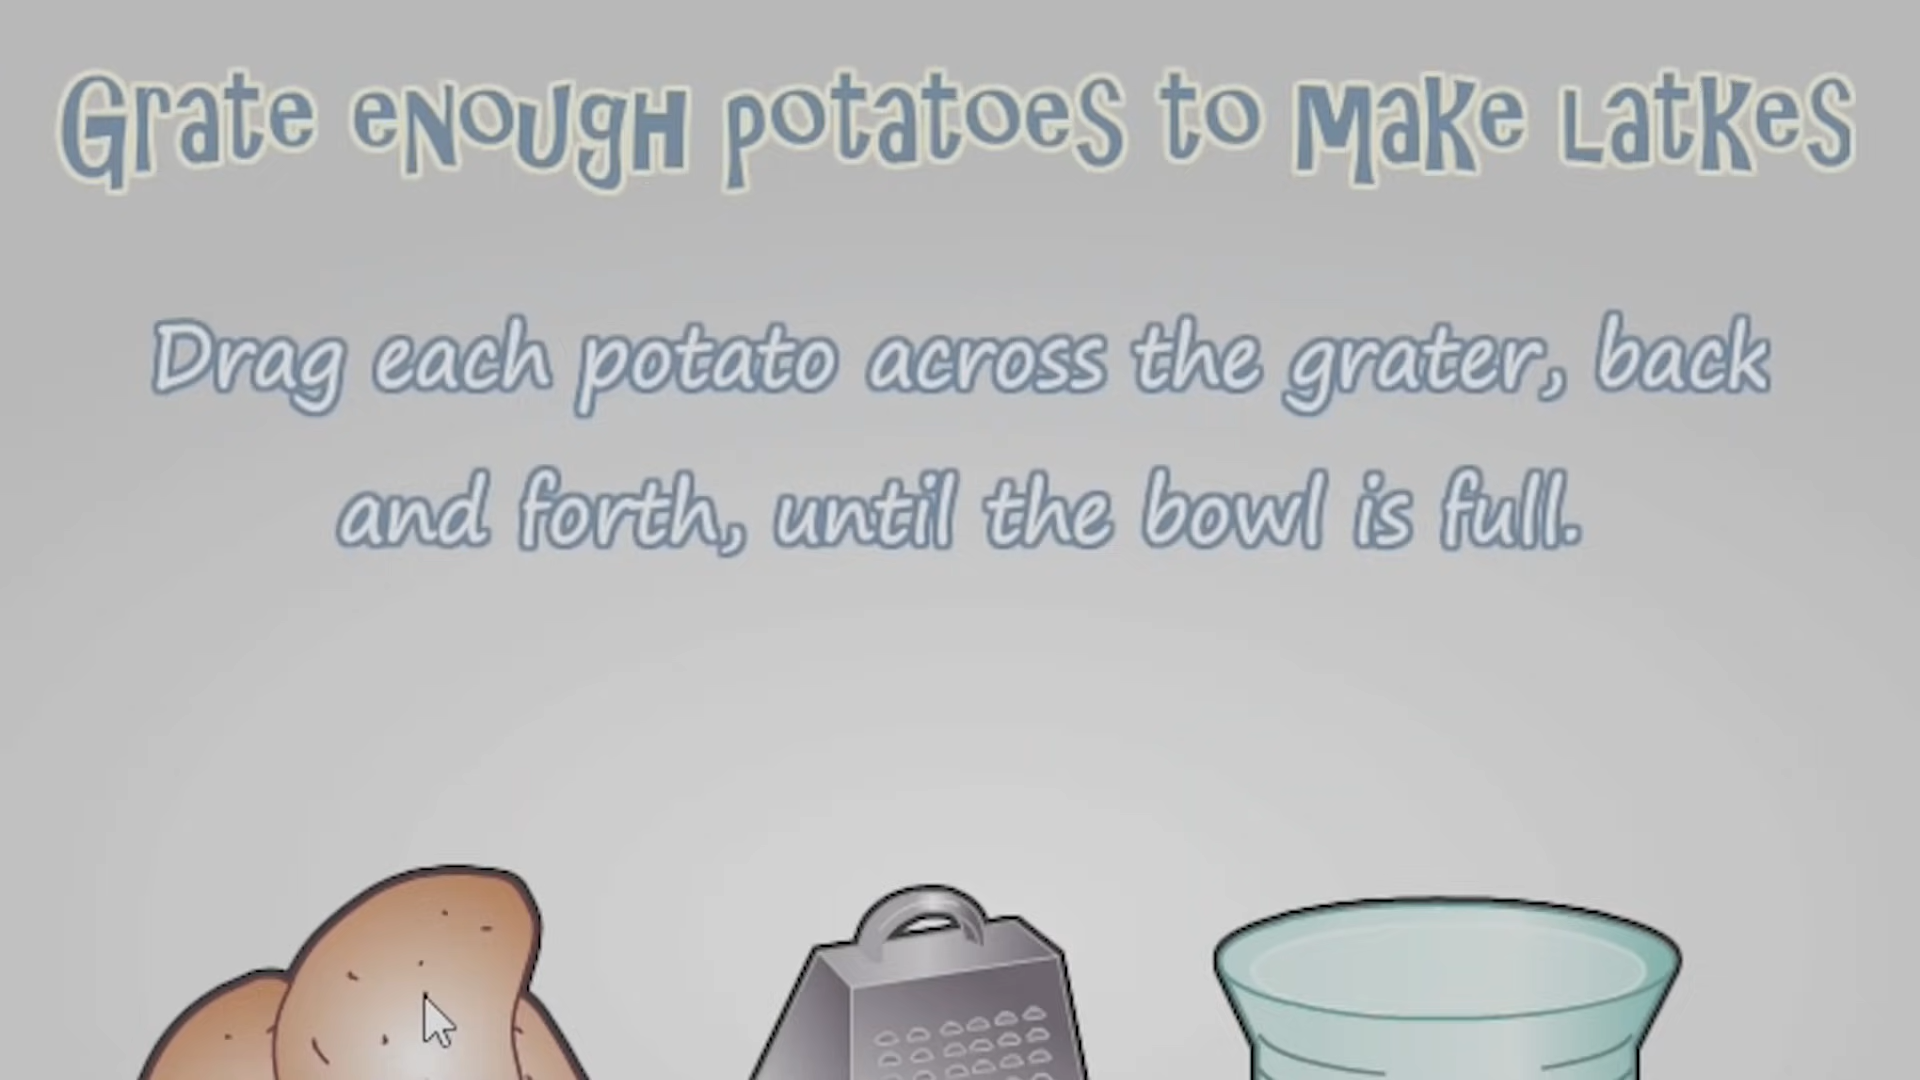 Grate enough potatoes to make latkes
Drag each potato across the grater, back
and forth, until the bowl is full.